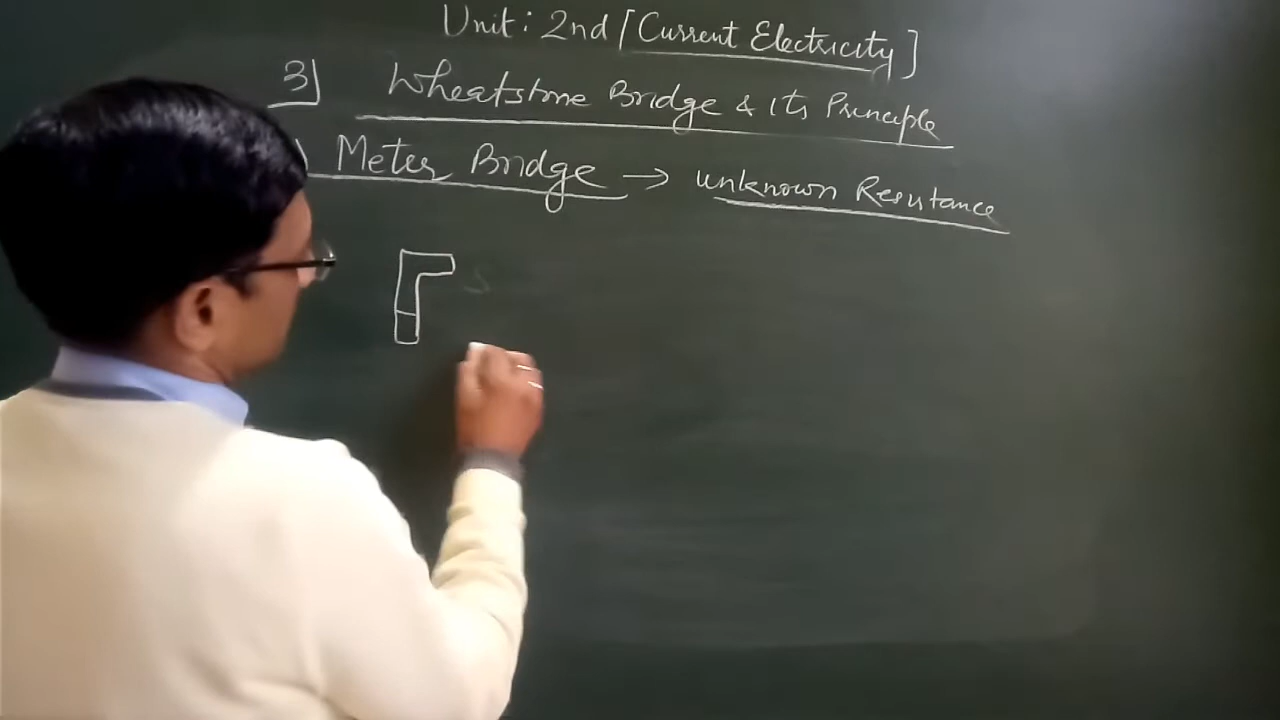 Unit: 2nd [Current Electricity]
3] Wheatstone Bridge & its Principle
) Meter Bridge → unknown Resistance